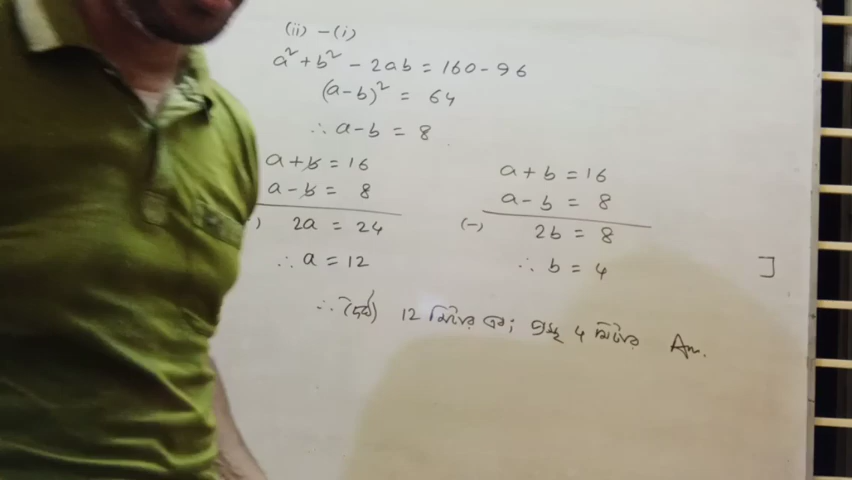 (ii) - (i)
a² + b² - 2ab = 160 - 96
(a-b)² = 64
∴ a-b = 8
a+b = 16
a-b = 8
2a = 24
∴ a = 12
a+b = 16
a-b = 8
(-) 2b = 8
∴ b = 4 ]
∴ দৈর্ঘ্য 12 মিটার এবং প্রস্থ 4 মিটার Ans.